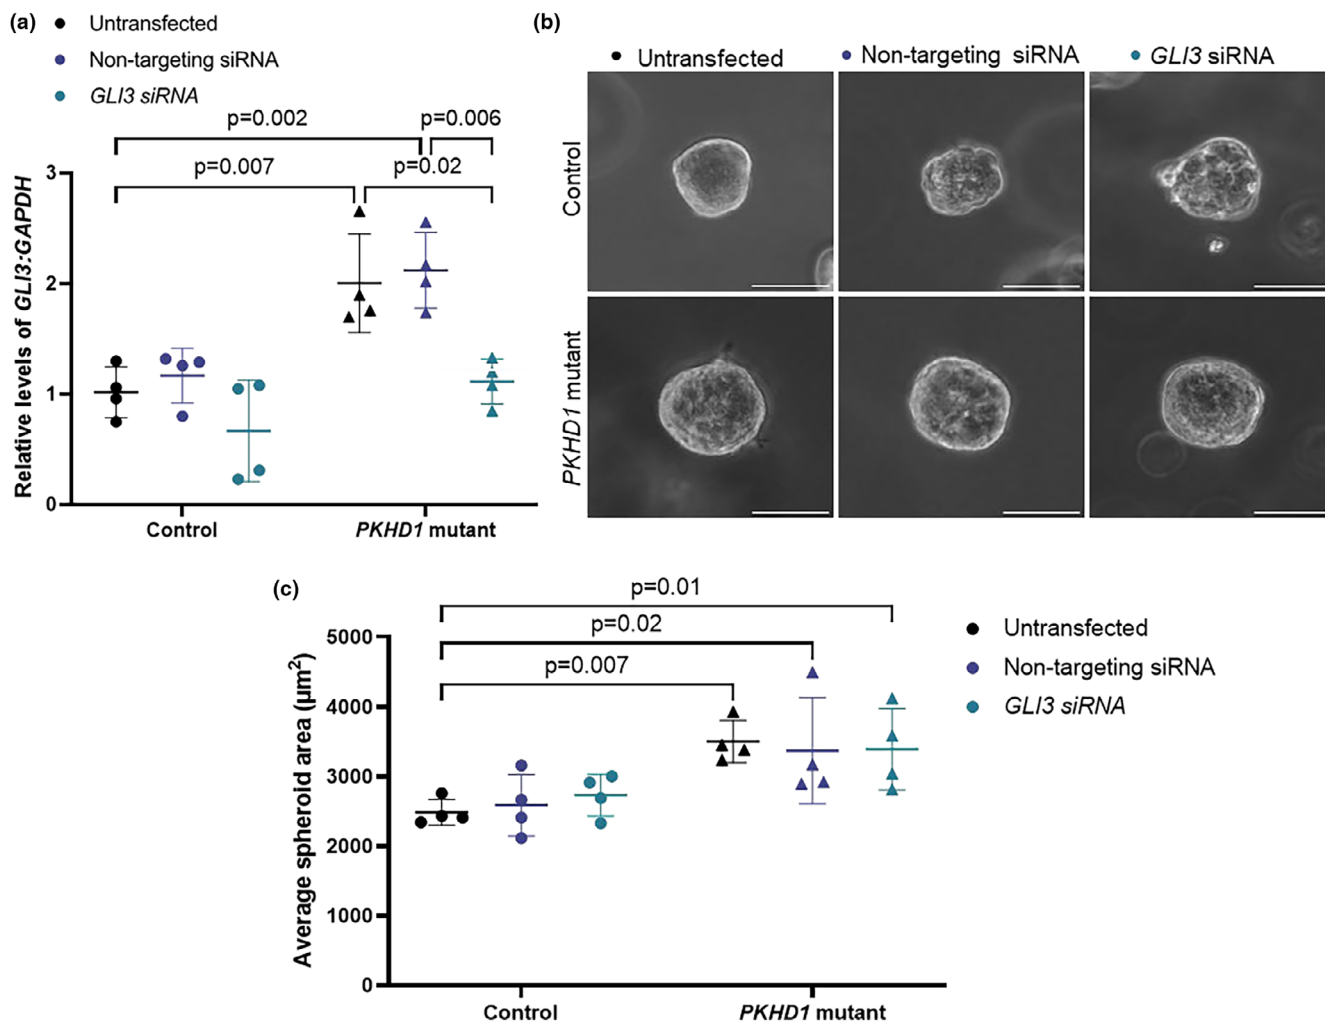 (a)
Untransfected
Non-targeting siRNA
GLI3 siRNA
p=0.002
p=0.006
p=0.007
p=0.02
Relative levels of GLI3:GAPDH
3
2
1
0
Control
PKHD1 mutant
(b)
Untransfected
Non-targeting siRNA
GLI3 siRNA
Control
PKHD1 mutant
(c)
p=0.01
p=0.02
p=0.007
Average spheroid area (µm²)
5000
4000
3000
2000
1000
0
Control
PKHD1 mutant
Untransfected
Non-targeting siRNA
GLI3 siRNA